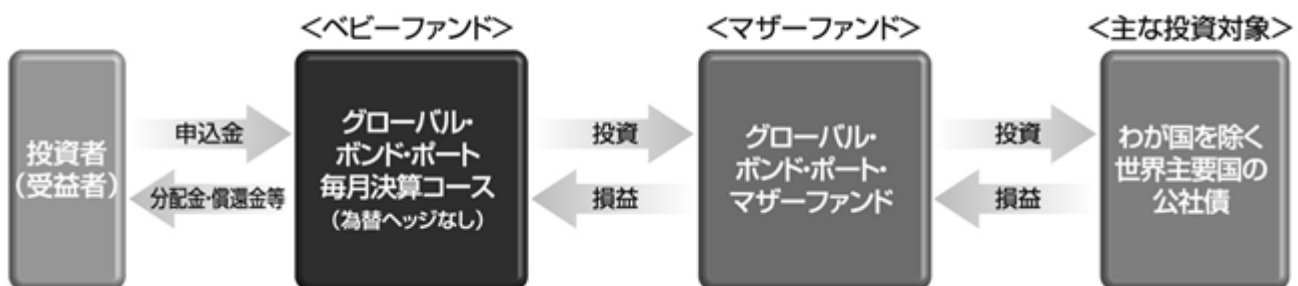 ＜ベビーファンド＞
＜マザーファンド＞
＜主な投資対象＞
投資者
（受益者）
申込金
分配金・償還金等
グローバル・
ボンド・ポート
毎月決算コース
（為替ヘッジなし）
投資
損益
グローバル・
ボンド・ポート・
マザーファンド
投資
損益
わが国を除く
世界主要国の
公社債